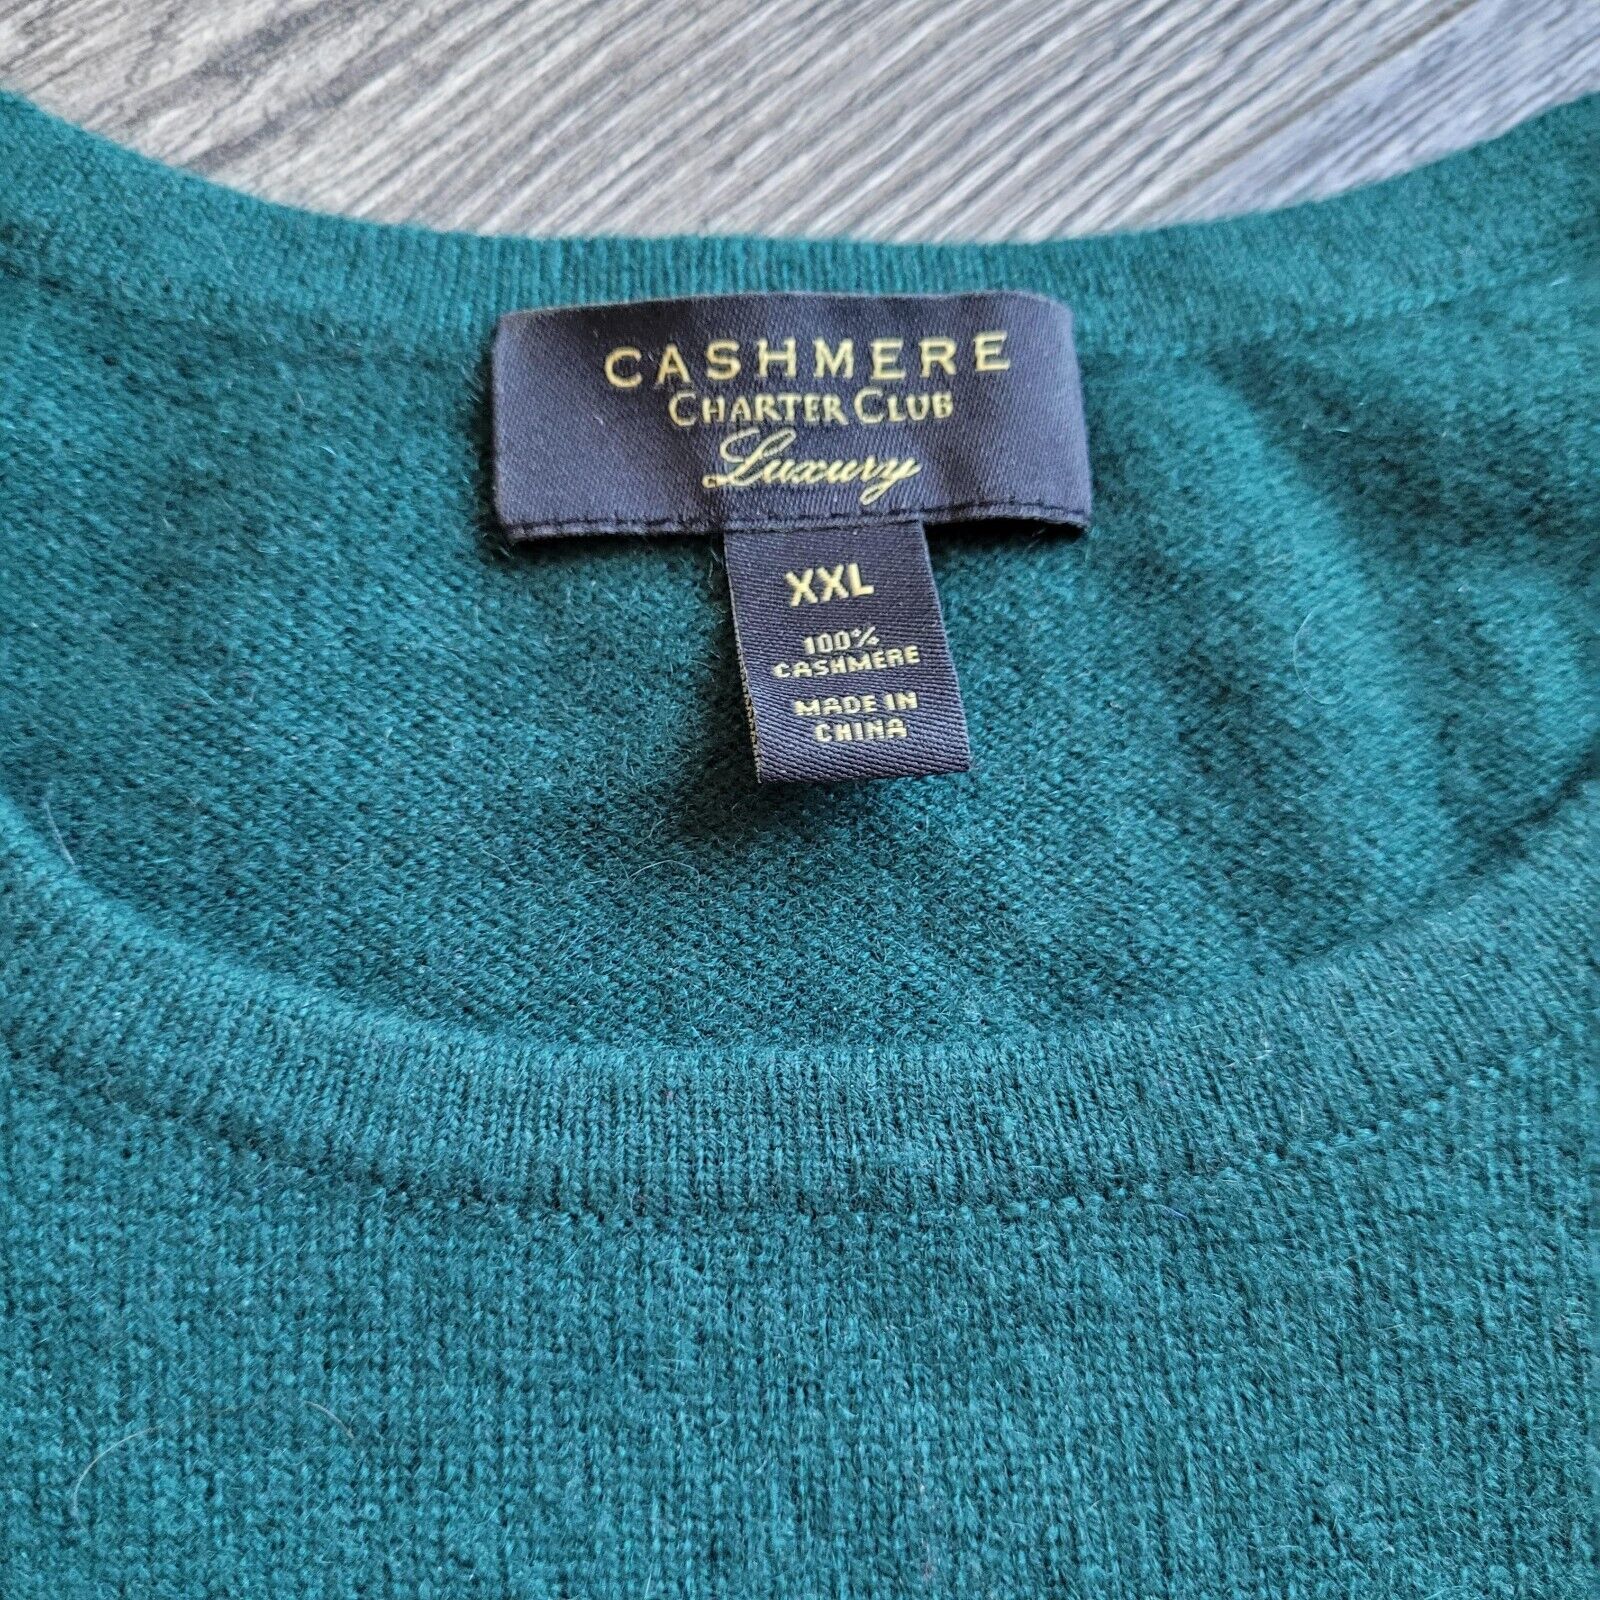 CASHMERE
CHARTER CLUB
Luxury
XXL
100%
CASHMERE
MADE IN
CHINA